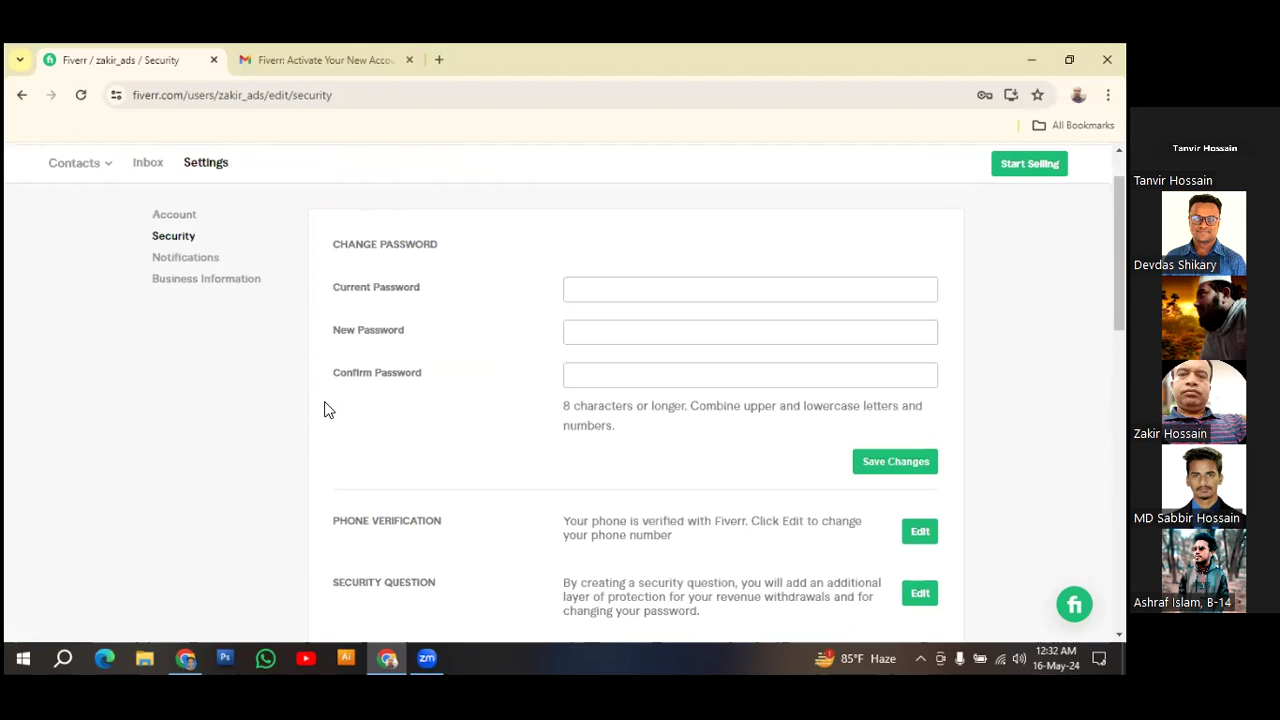 Fiverr / zakir_ads / Security
Fiverr: Activate Your New Acco
fiverr.com/users/zakir_ads/edit/security
All Bookmarks
Contacts
Inbox
Settings
Start Selling
Account
Security
Notifications
Business Information
CHANGE PASSWORD
Current Password
New Password
Confirm Password
8 characters or longer. Combine upper and lowercase letters and
numbers.
Save Changes
PHONE VERIFICATION
Your phone is verified with Fiverr. Click Edit to change
your phone number
Edit
SECURITY QUESTION
By creating a security question, you will add an additional
layer of protection for your revenue withdrawals and for
changing your password.
Edit
fi
Ps
Ai
zm
85°F Haze
12:32 AM
16-May-24
Tanvir Hossain
Tanvir Hossain
Devdas Shikary
Zakir Hossain
MD Sabbir Hossain
Ashraf Islam, B-14